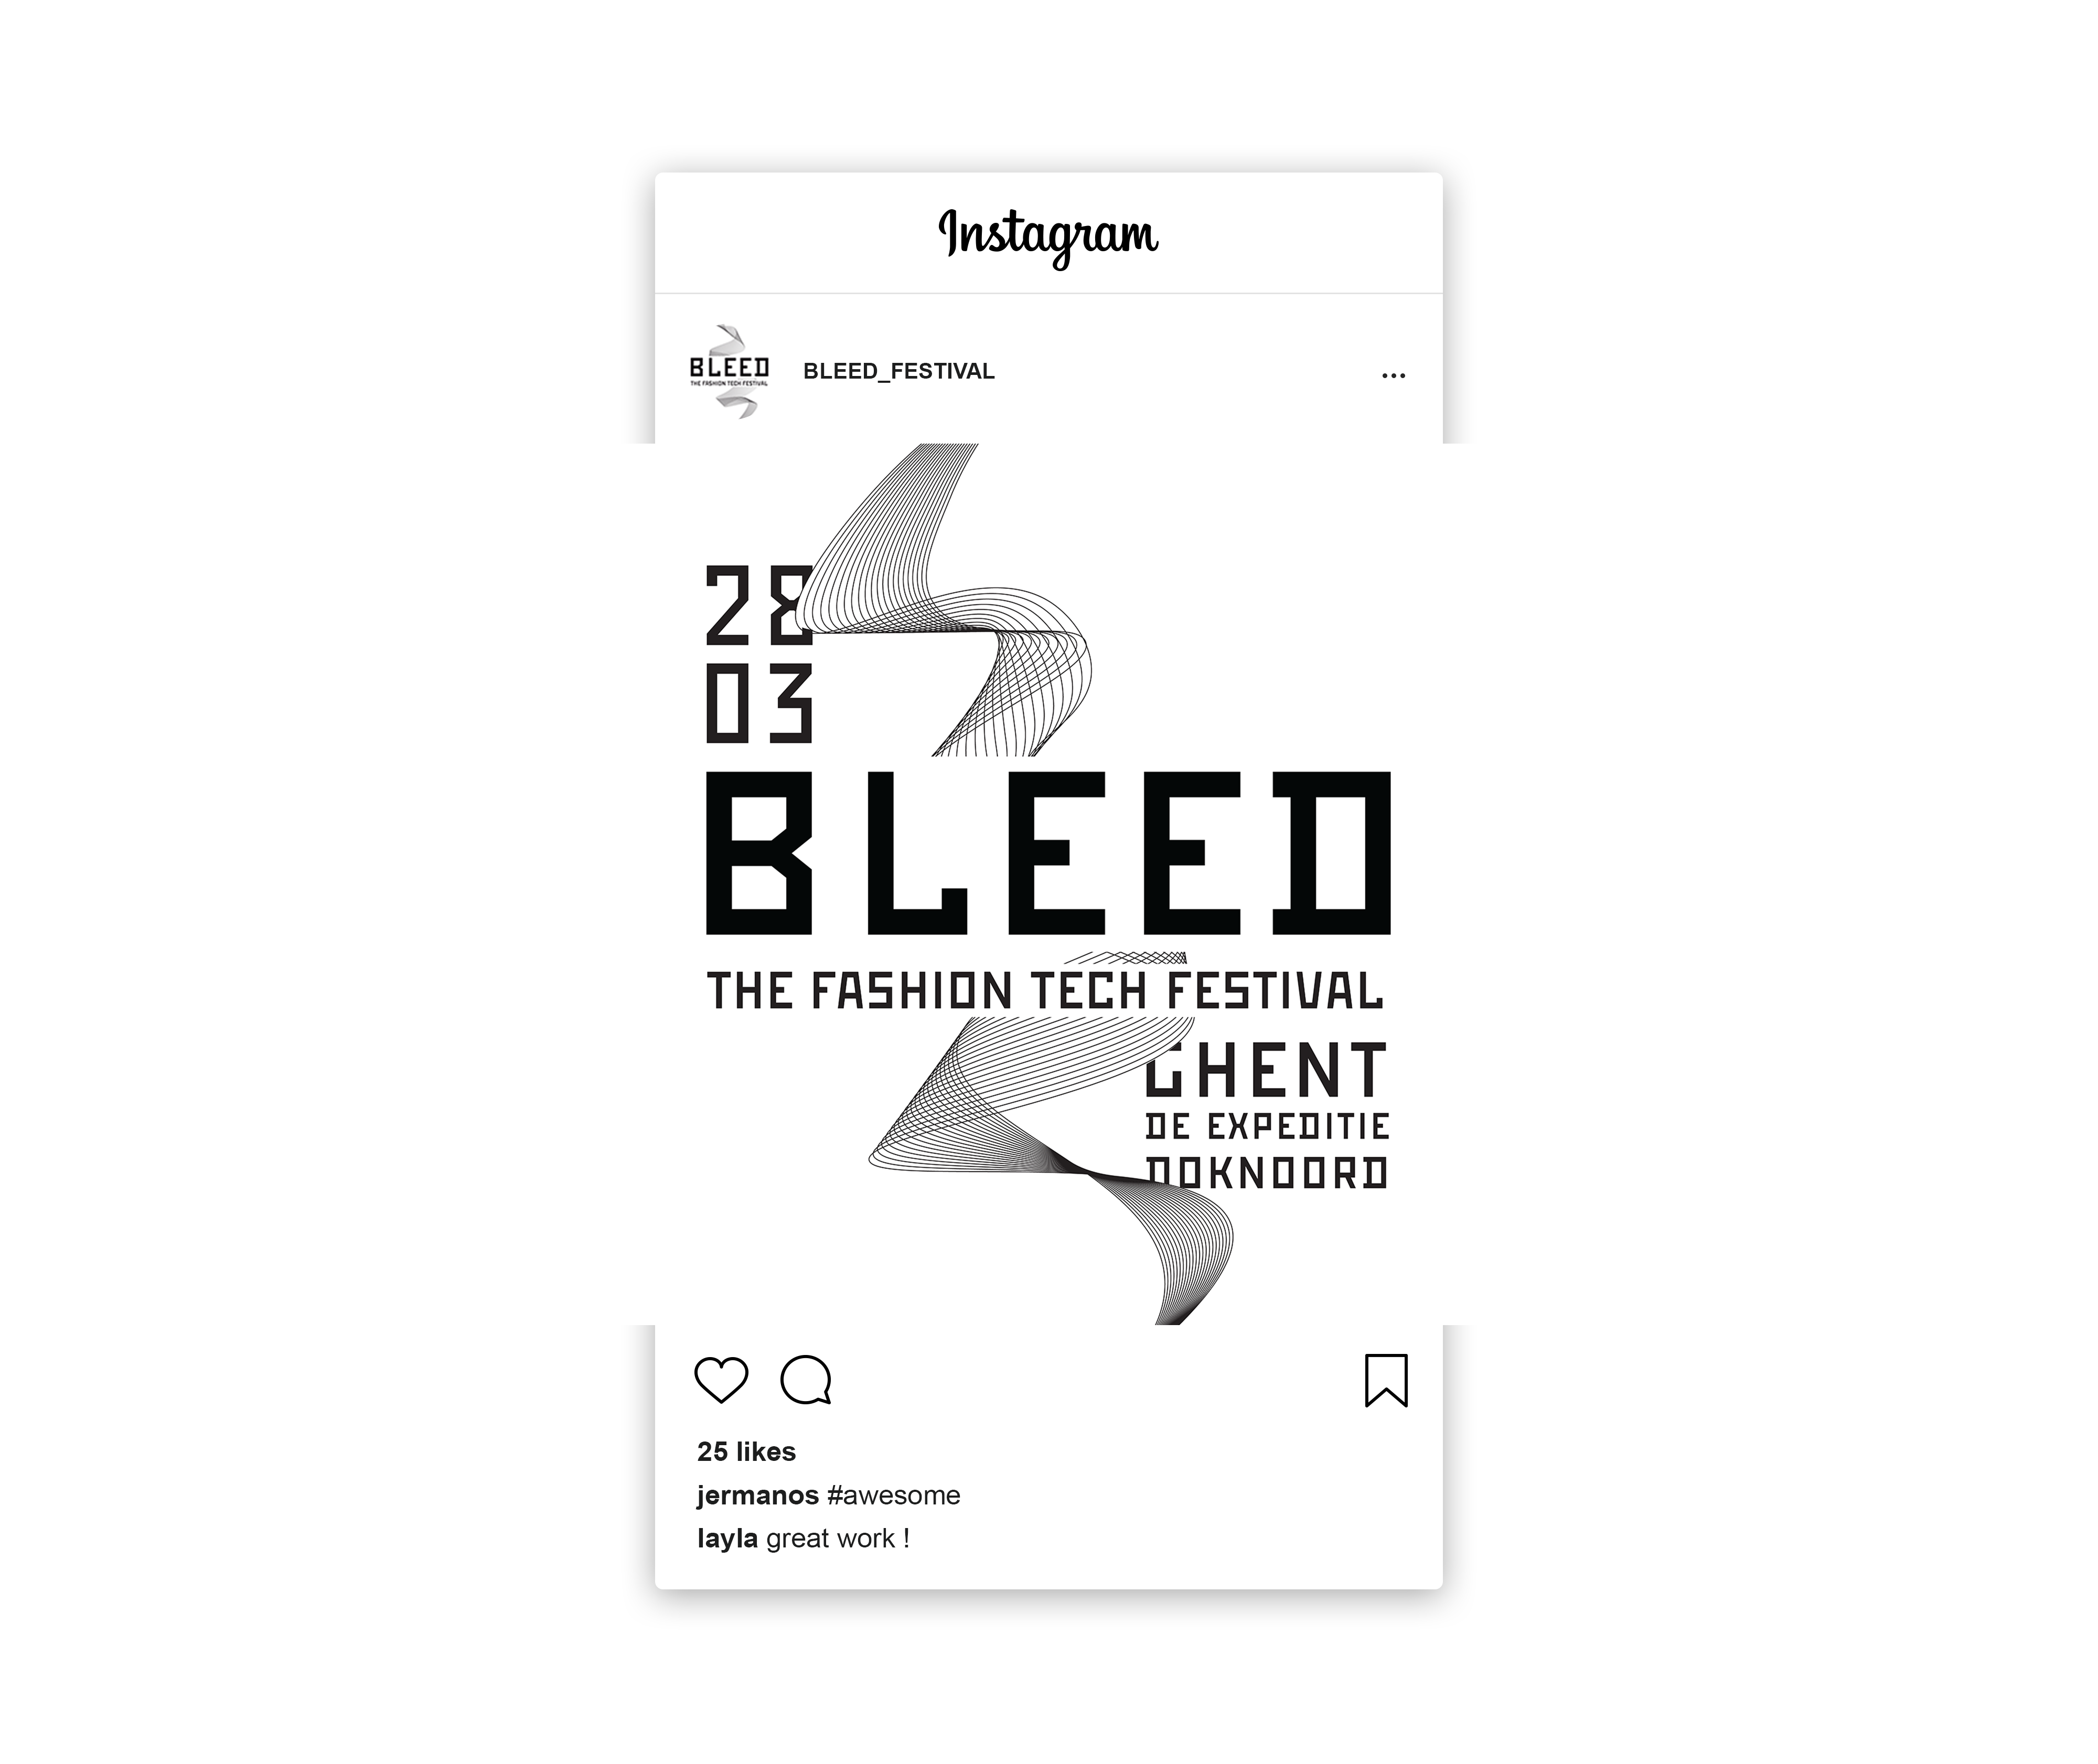 Instagram
BLEED
THE FASHION TECH FESTIVAL
BLEED_FESTIVAL
28
03
BLEED
THE FASHION TECH FESTIVAL
GHENT
DE EXPEDITIE
DOKNOORD
25 likes
jermanos #awesome
layla great work !